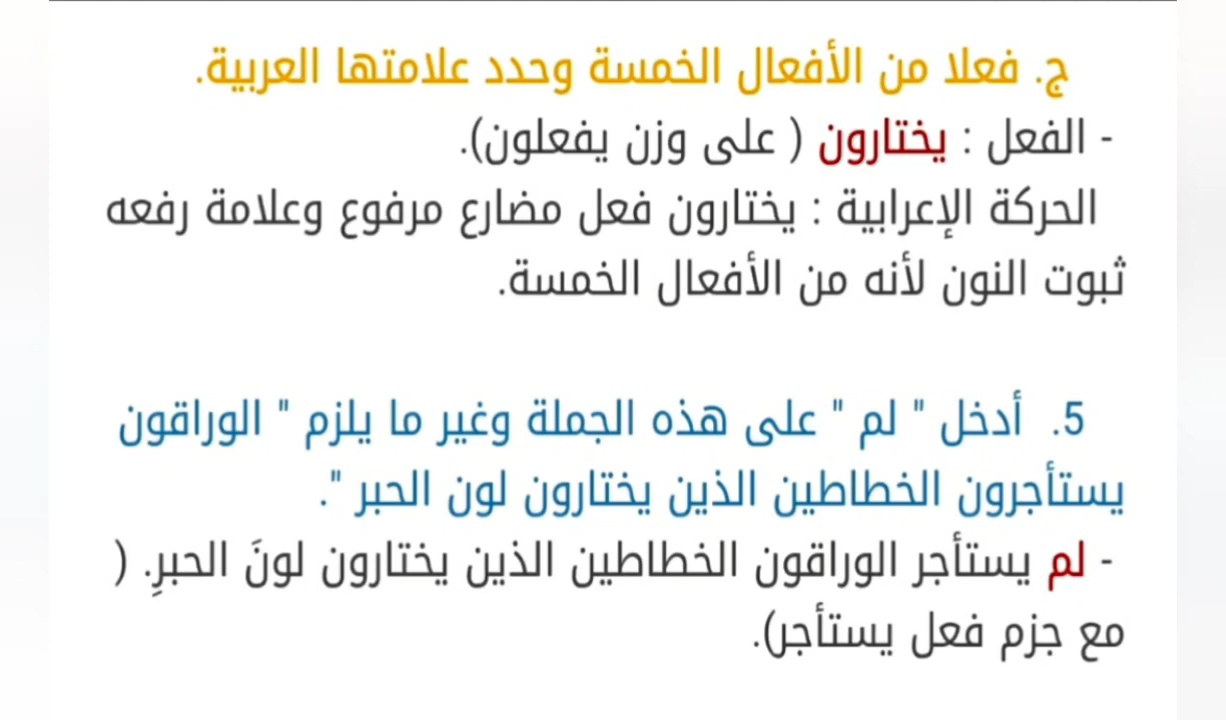 ج. فعلا من الأفعال الخمسة وحدد علامتها العربية.
- الفعل : يختارون ( على وزن يفعلون).
الحركة الإعرابية : يختارون فعل مضارع مرفوع وعلامة رفعه
ثبوت النون لأنه من الأفعال الخمسة.
5. أدخل " لم " على هذه الجملة وغير ما يلزم " الوراقون
يستأجرون الخطاطين الذين يختارون لون الحبر ".
- لم يستأجر الوراقون الخطاطين الذين يختارون لونَ الحبرِ. (
مع جزم فعل يستأجر).